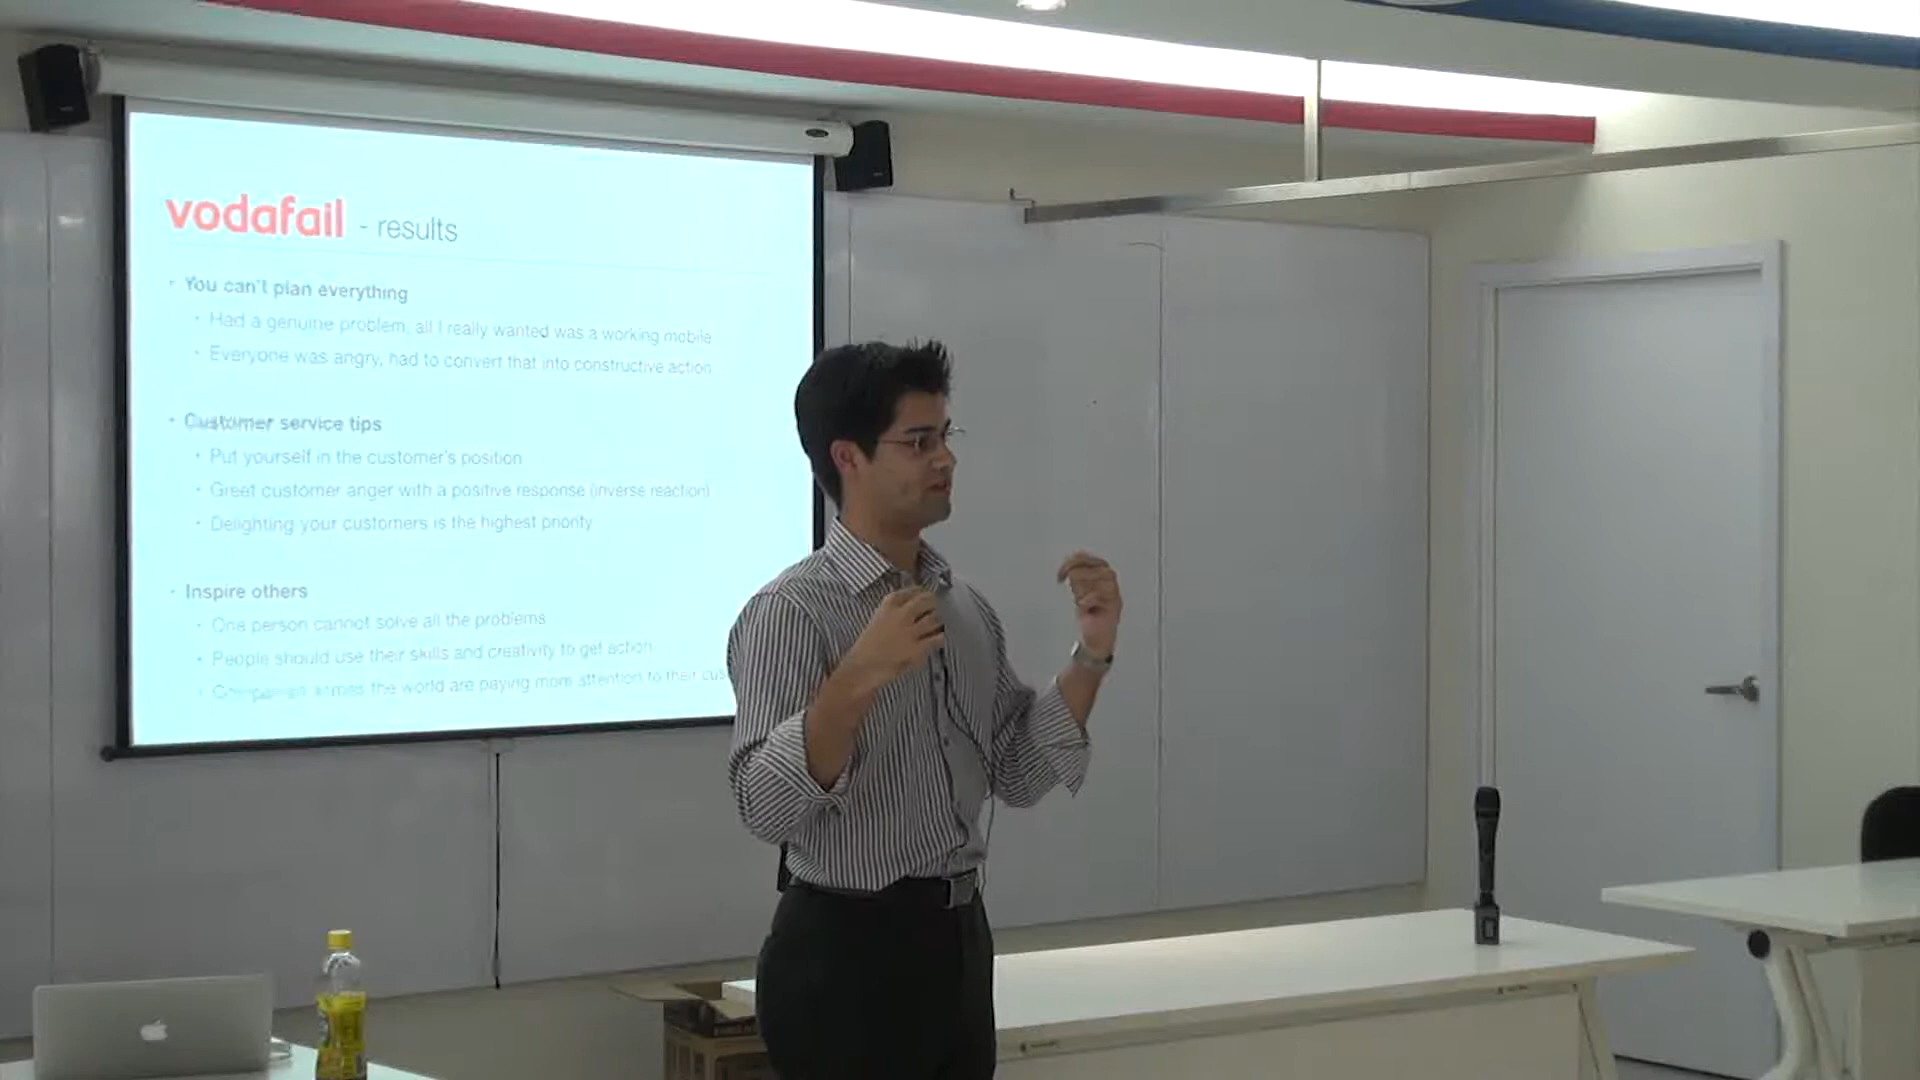 vodafail - results
• You can't plan everything
• Had a genuine problem, all I really wanted was a working mobile
• Everyone was angry, had to convert that into constructive action
• Customer service tips
• Put yourself in the customer's position
• Greet customer anger with a positive response (inverse reaction)
• Delighting your customers is the highest priority
• Inspire others
• One person cannot solve all the problems
• People should use their skills and creativity to get action
• Companies across the world are paying more attention to their cus